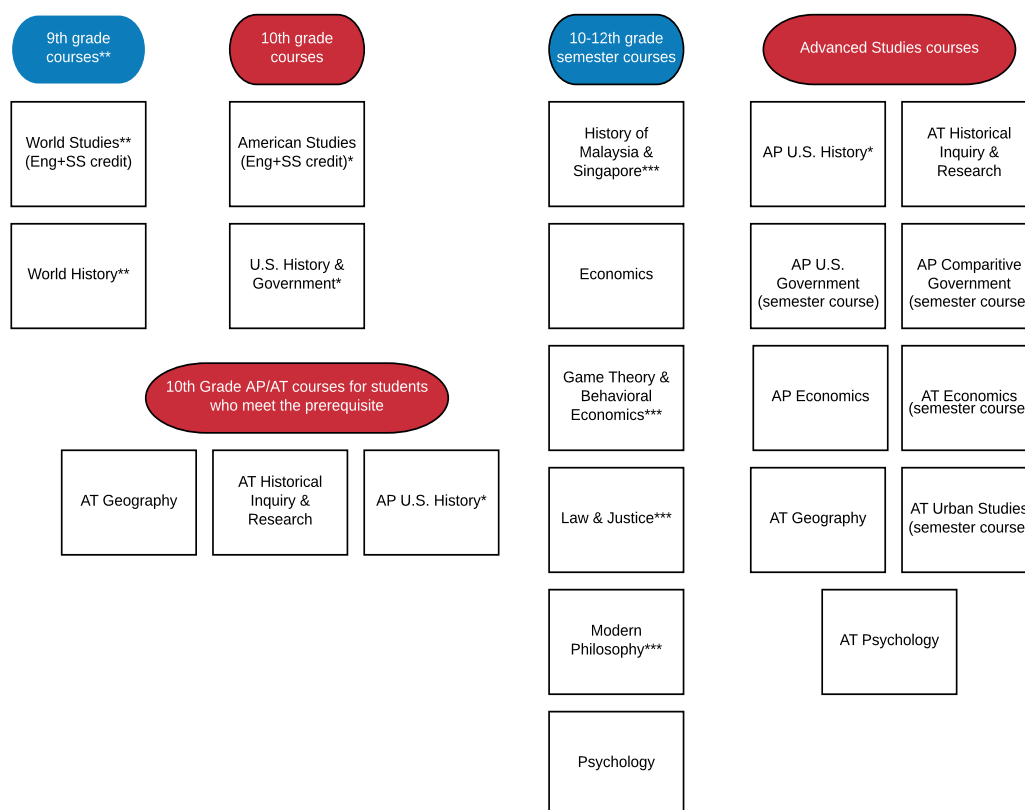 9th grade
courses**
World Studies**
(Eng+SS credit)
World History**
10th grade
courses
American Studies
(Eng+SS credit)*
U.S. History &
Government*
10th Grade AP/AT courses for students
who meet the prerequisite
AT Geography
AT Historical
Inquiry &
Research
AP U.S. History*
10-12th grade
semester courses
History of
Malaysia &
Singapore***
Economics
Game Theory &
Behavioral
Economics***
Law & Justice***
Modern
Philosophy***
Psychology
Advanced Studies courses
AP U.S. History*
AT Historical
Inquiry &
Research
AP U.S.
Government
(semester course)
AP Comparitive
Government
(semester course
AP Economics
AT Economics
(semester course
AT Geography
AT Urban Studies
(semester course
AT Psychology